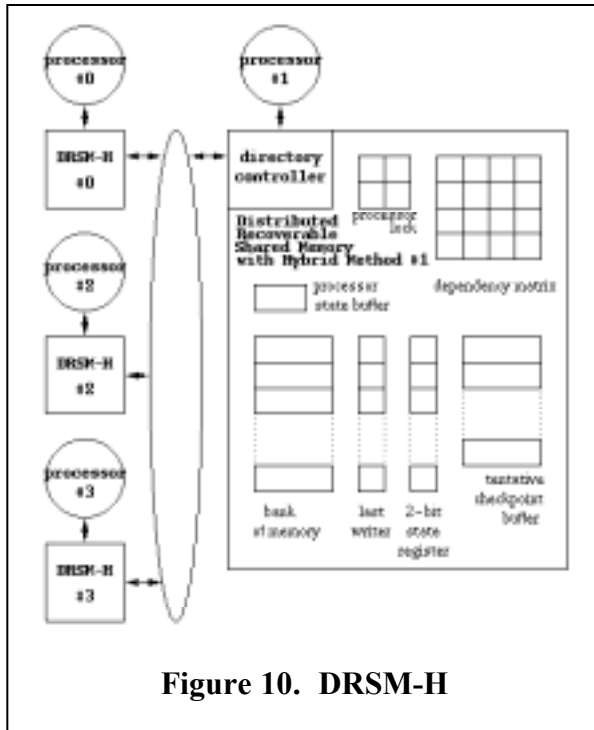 processor
#0
processor
#1
DRSM-H
#0
directory
controller
processor
lock
Distributed
Recoverable
Shared Memory
with Hybrid Method #1
dependency matrix
processor
#2
processor
state buffer
DRSM-H
#2
processor
#3
DRSM-H
#3
bank
of memory
last
writer
2-bit
state
register
tentative
checkpoint
buffer
Figure 10. DRSM-H